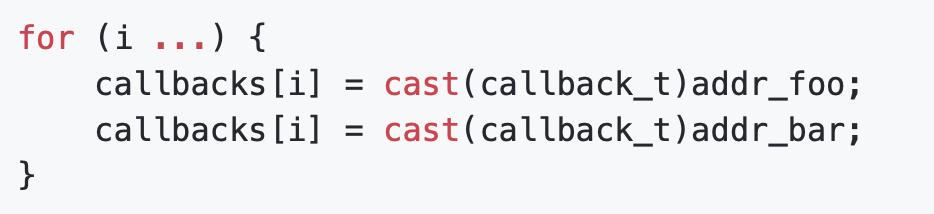 for (i ...) {
    callbacks[i] = cast(callback_t)addr_foo;
    callbacks[i] = cast(callback_t)addr_bar;
}